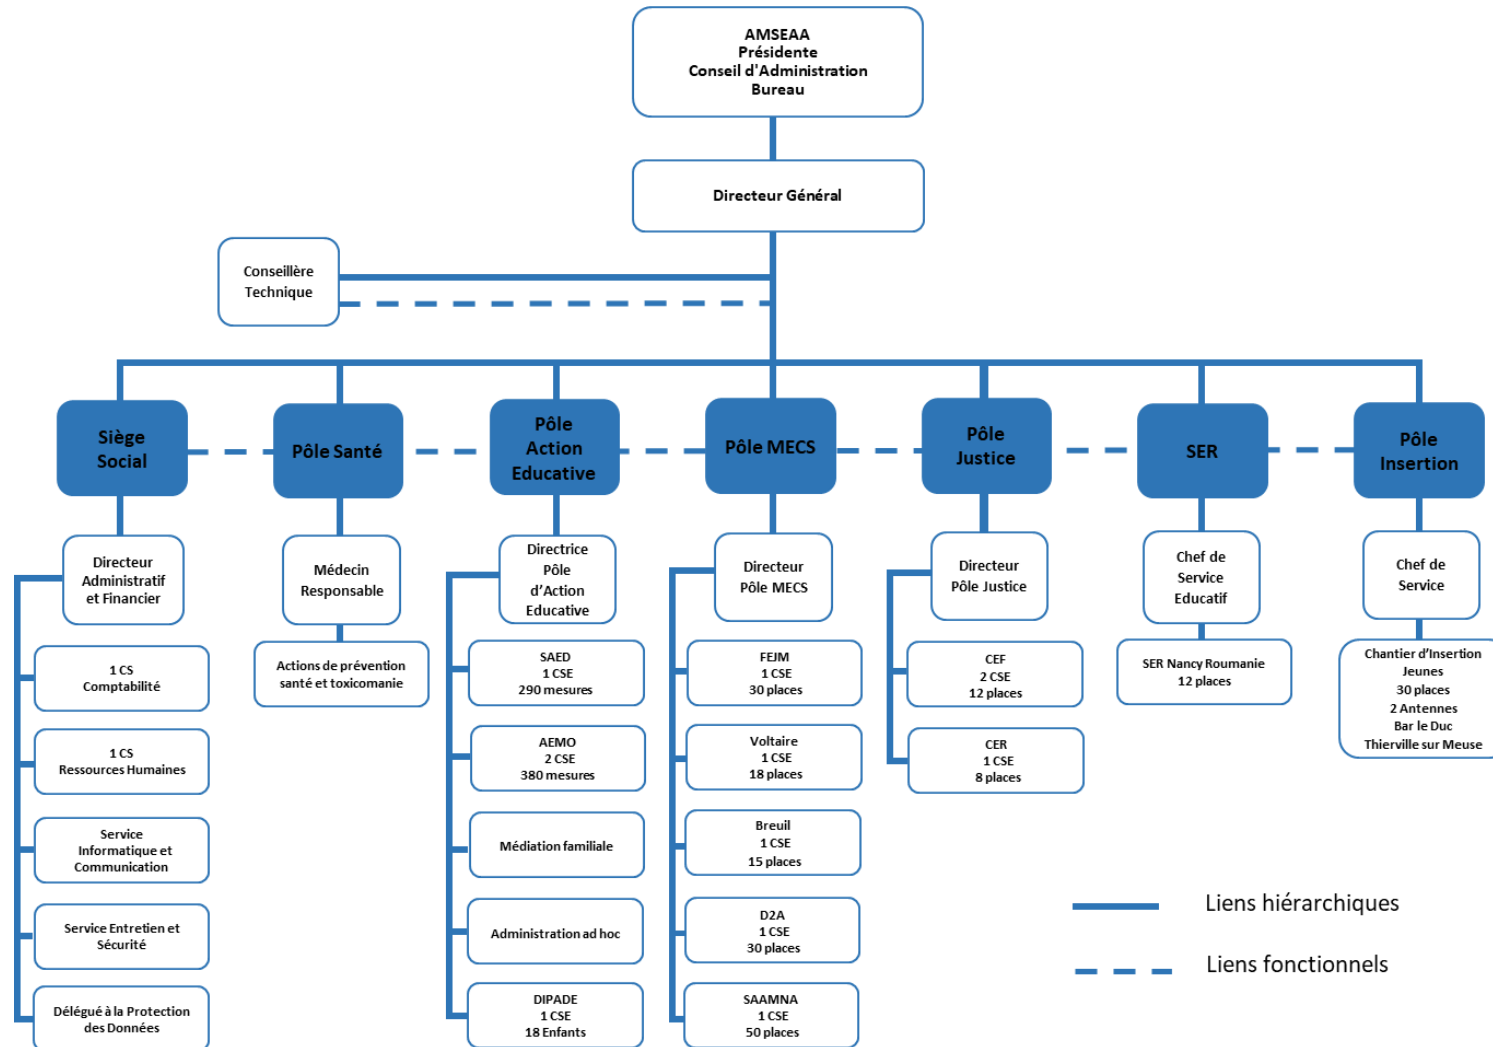 AMSEAA
Présidente
Conseil d'Administration
Bureau
Directeur Général
Conseillère
Technique
Siège
Social
Pôle Santé
Pôle
Action
Educative
Pôle MECS
Pôle
Justice
SER
Pôle
Insertion
Directeur
Administratif
et Financier
1 CS
Comptabilité
1 CS
Ressources Humaines
Service
Informatique et
Communication
Service Entretien et
Sécurité
Délégué à la Protection
des Données
Médecin
Responsable
Actions de prévention
santé et toxicomanie
Directrice
Pôle
d’Action
Educative
SAED
1 CSE
290 mesures
AEMO
2 CSE
380 mesures
Médiation familiale
Administration ad hoc
DIPADE
1 CSE
18 Enfants
Directeur
Pôle MECS
FEJM
1 CSE
30 places
Voltaire
1 CSE
18 places
Breuil
1 CSE
15 places
D2A
1 CSE
30 places
SAAMNA
1 CSE
50 places
Directeur
Pôle Justice
CEF
2 CSE
12 places
CER
1 CSE
8 places
Chef de
Service
Educatif
SER Nancy Roumanie
12 places
Chef de
Service
Chantier d’Insertion
Jeunes
30 places
2 Antennes
Bar le Duc
Thierville sur Meuse
Liens hiérarchiques
Liens fonctionnels